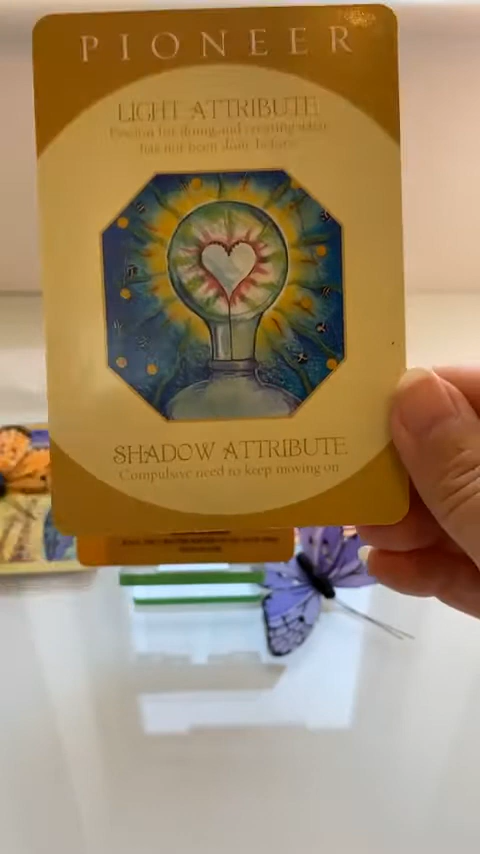 PIONEER
LIGHT ATTRIBUTE
Passion for doing and creating what
has not been done before
SHADOW ATTRIBUTE
Compulsive need to keep moving on